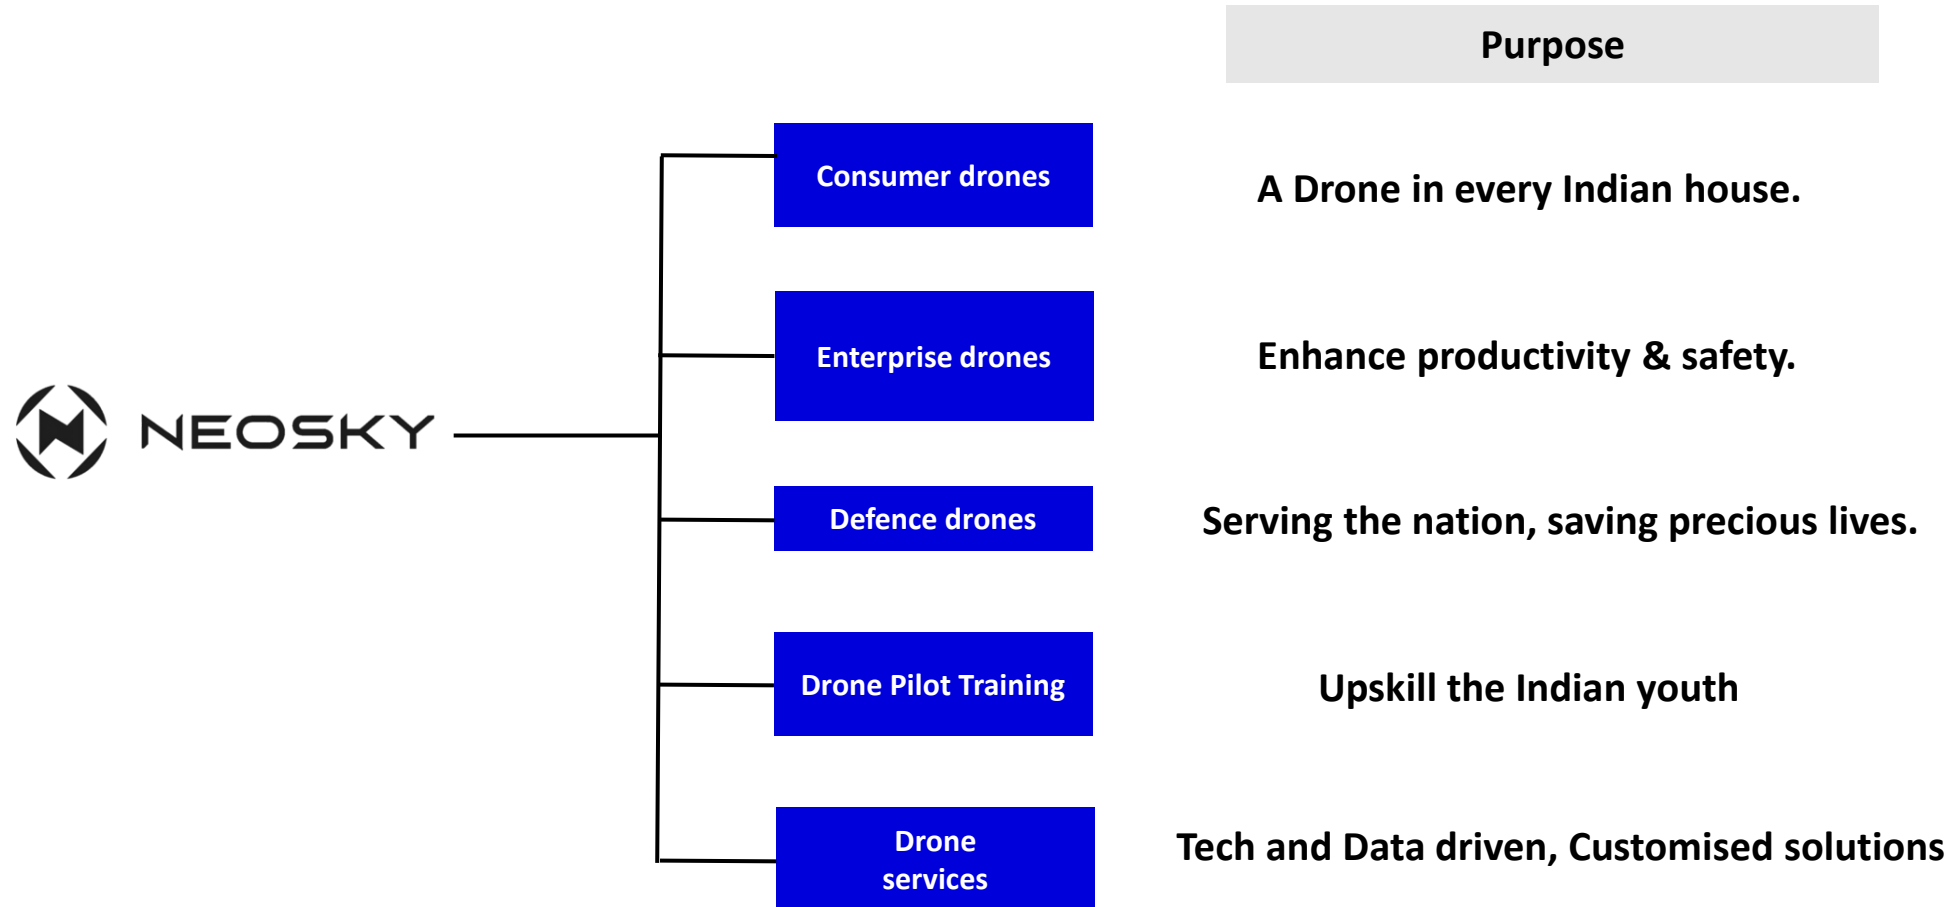 Purpose
Consumer drones
A Drone in every Indian house.
Enterprise drones
Enhance productivity & safety.
NEOSKY
Defence drones
Serving the nation, saving precious lives.
Drone Pilot Training
Upskill the Indian youth
Drone
services
Tech and Data driven, Customised solutions